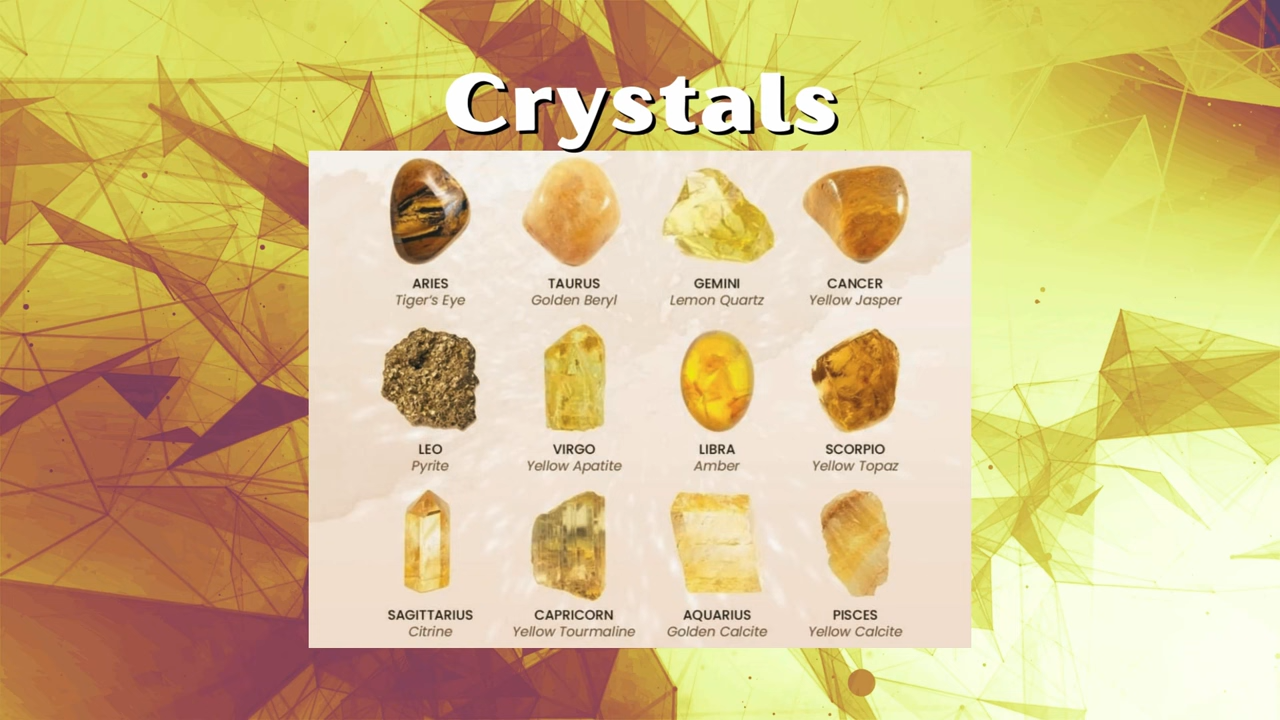 Crystals
ARIES TAURUS GEMINI CANCER
Tiger's Eye Golden Beryl Lemon Quartz Yellow Jasper
LEO VIRGO LIBRA SCORPIO
Pyrite Yellow Apatite Amber Yellow Topaz
SAGITTARIUS CAPRICORN AQUARIUS PISCES
Citrine Yellow Tourmaline Golden Calcite Yellow Calcite